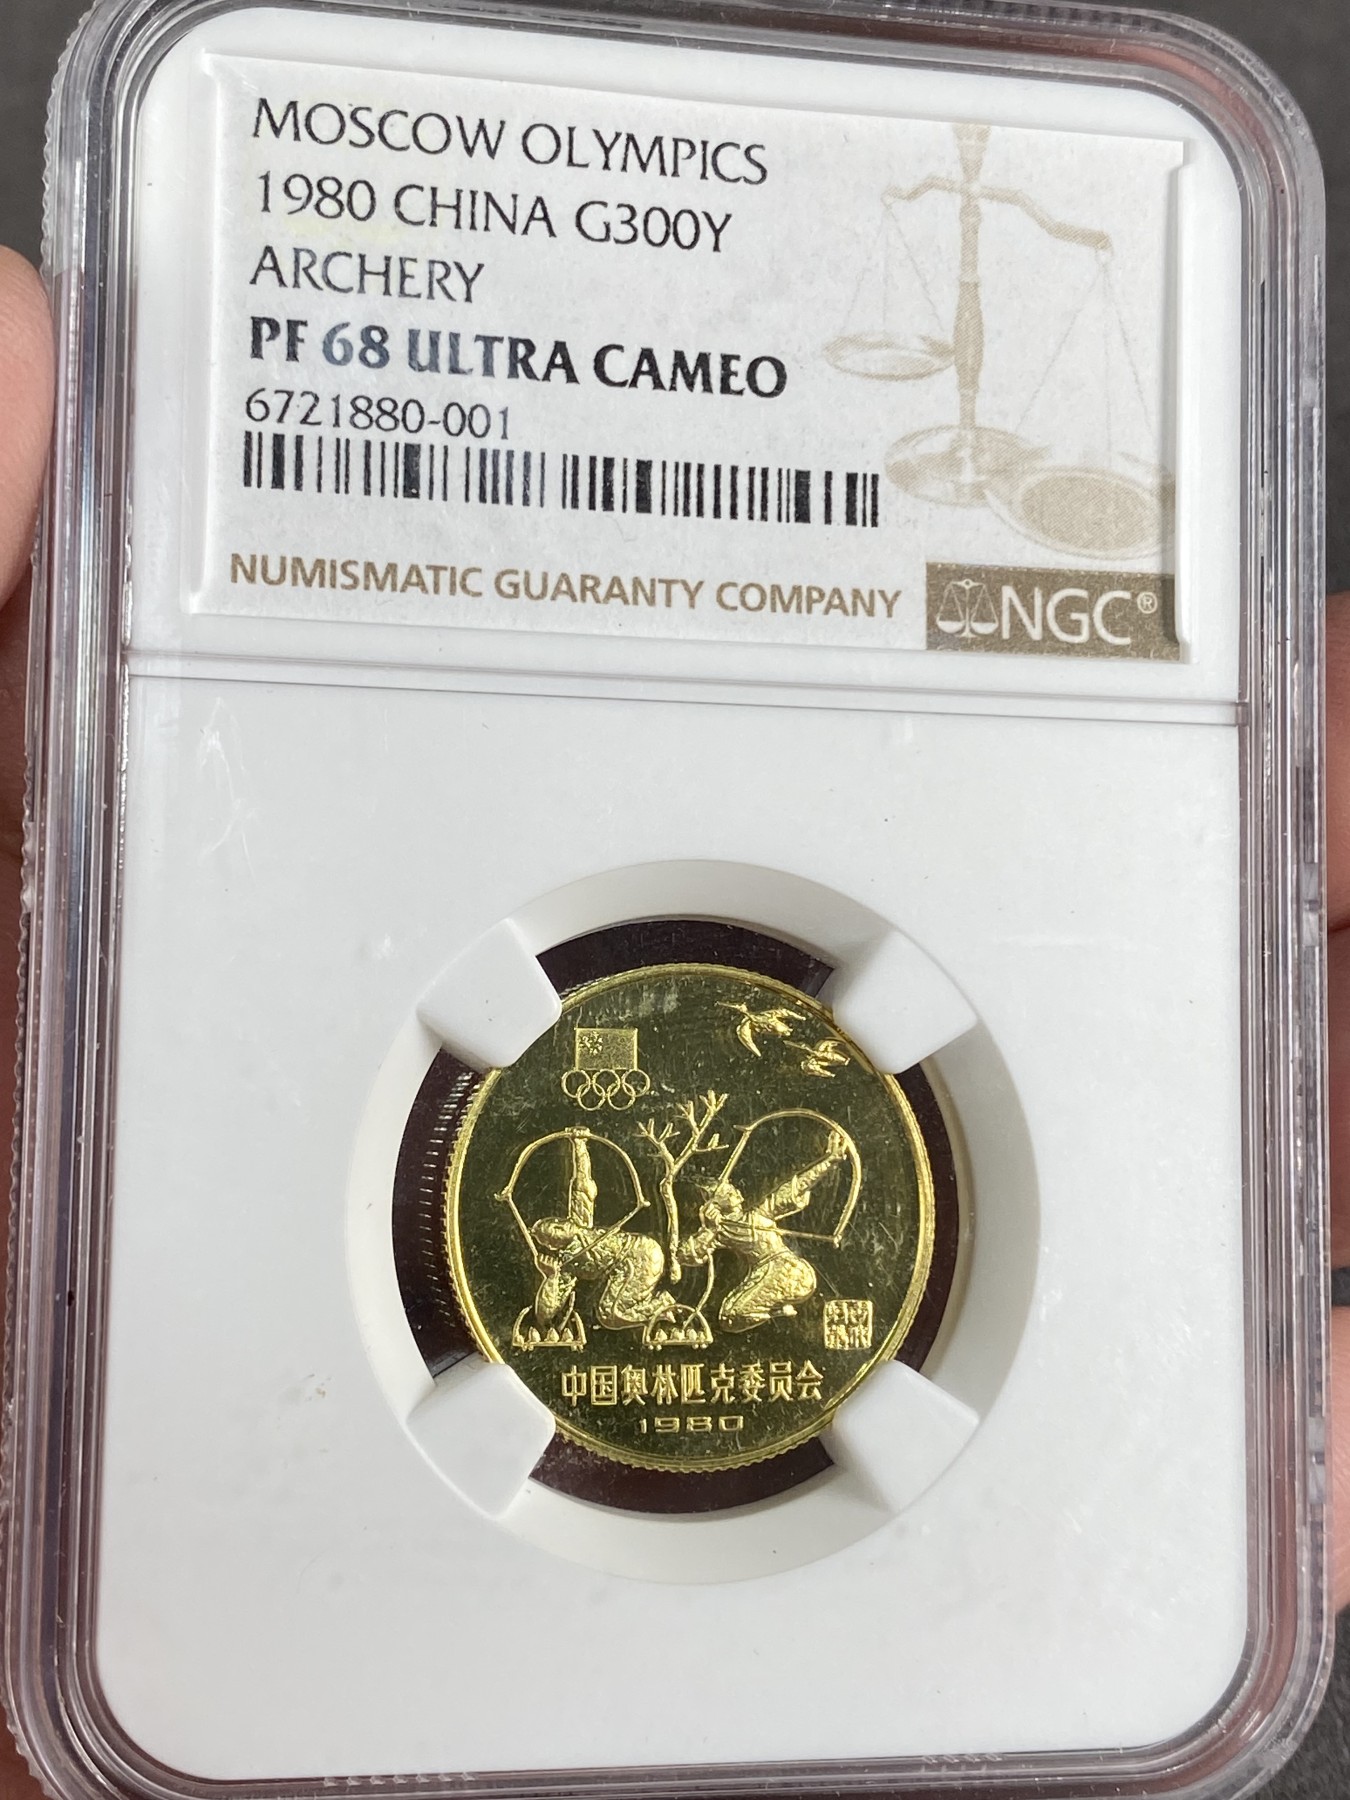 MOSCOW OLYMPICS
1980 CHINA G300Y
ARCHERY
PF 68 ULTRA CAMEO
6721880-001
NUMISMATIC GUARANTY COMPANY
NGC®
中国奥林匹克委员会
1980